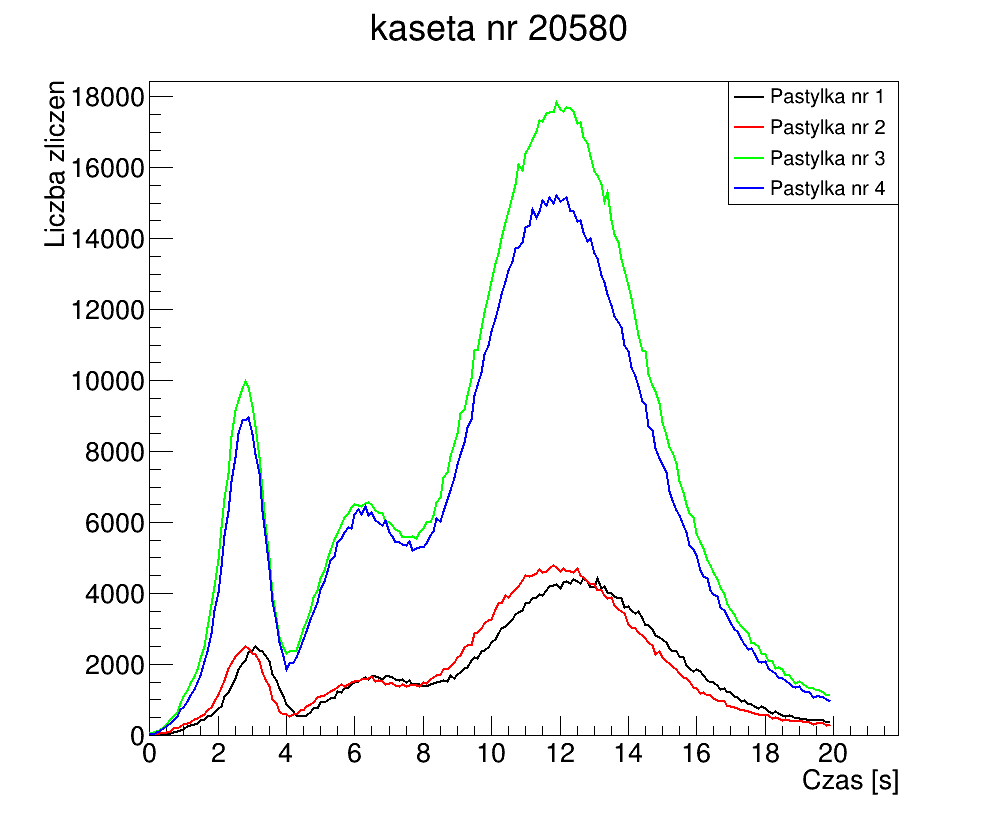 kaseta nr 20580
Liczba zliczen
18000
16000
14000
12000
10000
8000
6000
4000
2000
0
0 2 4 6 8 10 12 14 16 18 20
Czas [s]
Pastylka nr 1
Pastylka nr 2
Pastylka nr 3
Pastylka nr 4